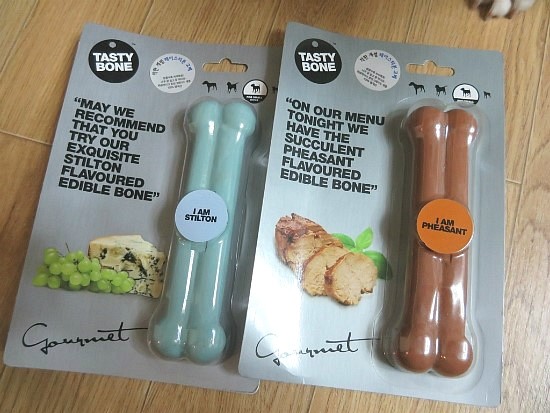 TASTY
BONE
"MAY WE
RECOMMEND
THAT YOU
TRY OUR
EXQUISITE
STILTON
FLAVOURED
EDIBLE BONE"
I AM
STILTON
Gourmet
TASTY
BONE
"ON OUR MENU
TONIGHT WE
HAVE THE
SUCCULENT
PHEASANT
FLAVOURED
EDIBLE BONE"
I AM
PHEASANT
Gourmet